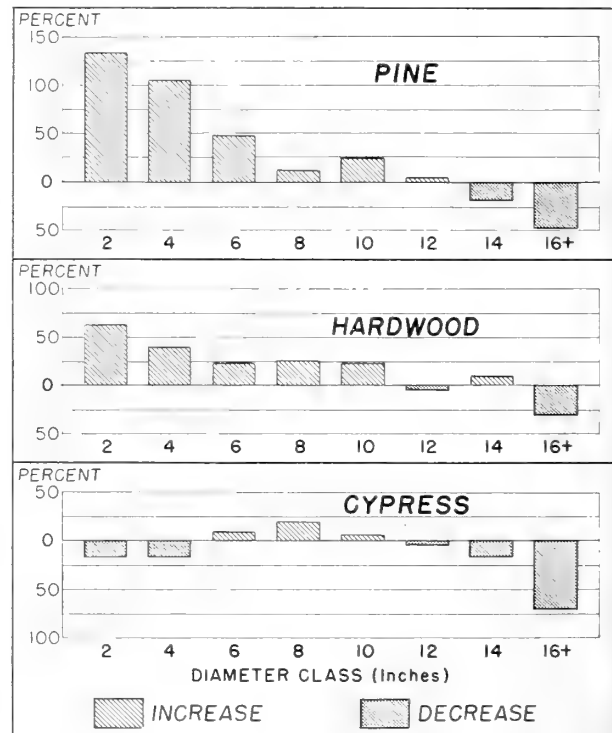 PERCENT
150
PINE
100
50
0
50
2 4 6 8 10 12 14 16+
PERCENT
100
HARDWOOD
50
0
50
2 4 6 8 10 12 14 16+
PERCENT
50
CYPRESS
0
50
100
2 4 6 8 10 12 14 16+
DIAMETER CLASS (Inches)
INCREASE DECREASE